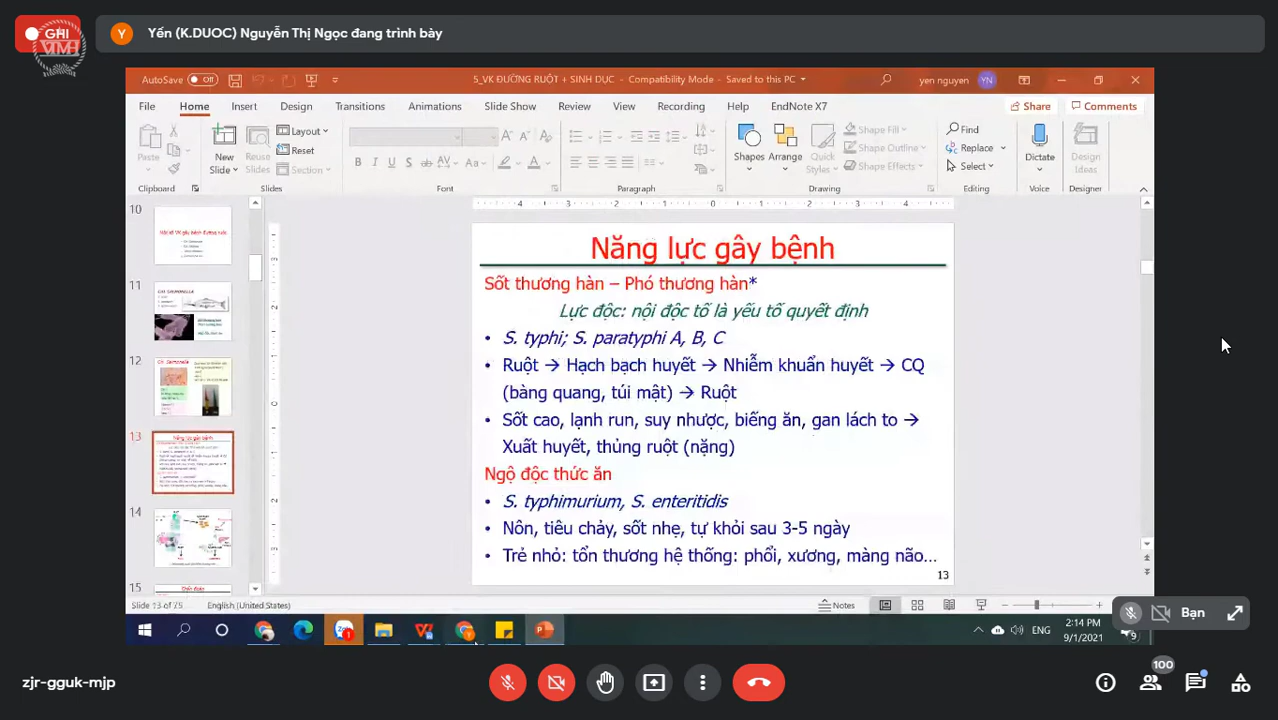 GHI
VTMH
Y
Yến (K.DUOC) Nguyễn Thị Ngọc đang trình bày
AutoSave Off
5_VK ĐƯỜNG RUỘT + SINH DỤC - Compatibility Mode - Saved to this PC
yen nguyen YN
File Home Insert Design Transitions Animations Slide Show Review View Recording Help EndNote X7 Share Comments
Paste New Slide Reuse Slides Layout Reset Section
Shapes Arrange Quick Styles Shape Fill Shape Outline Shape Effects
Find Replace Select Dictate Design Ideas
Clipboard Slides Font Paragraph Drawing Editing Voice Designer
10
11
12
13
14
15
Năng lực gây bệnh
Sốt thương hàn – Phó thương hàn*
Lực độc: nội độc tố là yếu tố quyết định
• S. typhi; S. paratyphi A, B, C
• Ruột → Hạch bạch huyết → Nhiễm khuẩn huyết → CQ
(bàng quang, túi mật) → Ruột
• Sốt cao, lạnh run, suy nhược, biếng ăn, gan lách to →
Xuất huyết, thủng ruột (nặng)
Ngộ độc thức ăn
• S. typhimurium, S. enteritidis
• Nôn, tiêu chảy, sốt nhẹ, tự khỏi sau 3-5 ngày
• Trẻ nhỏ: tổn thương hệ thống: phổi, xương, màng não...
13
Slide 13 of 75 English (United States) Notes
Bạn
ENG
2:14 PM
9/1/2021
zjr-gguk-mjp
100